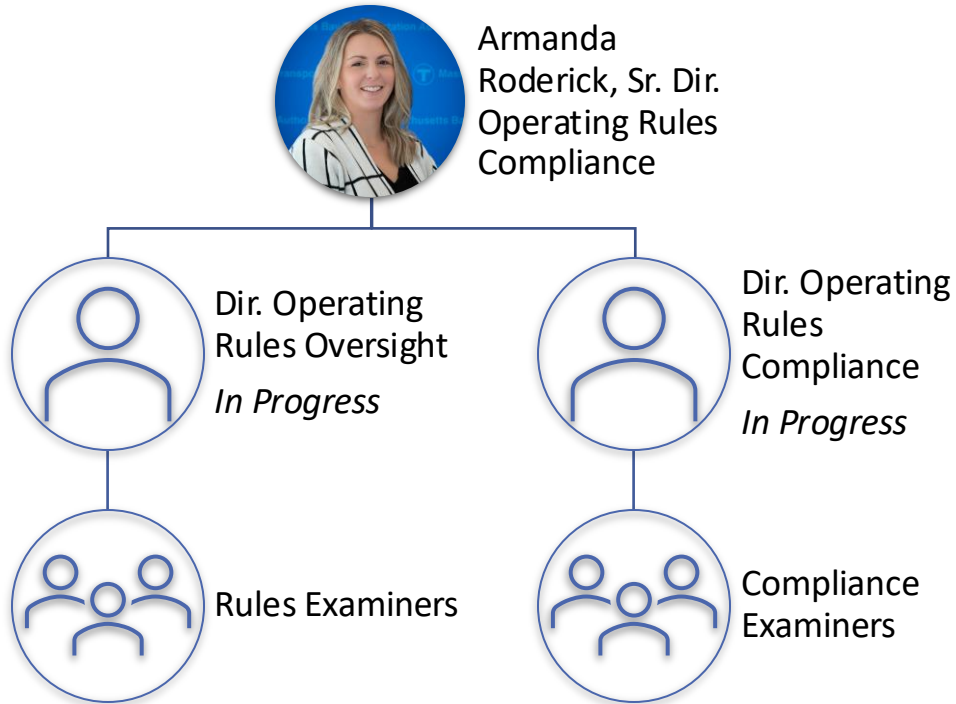 Armanda
Roderick, Sr. Dir.
Operating Rules
Compliance
Dir. Operating
Rules Oversight
In Progress
Dir. Operating
Rules
Compliance
In Progress
Rules Examiners
Compliance
Examiners